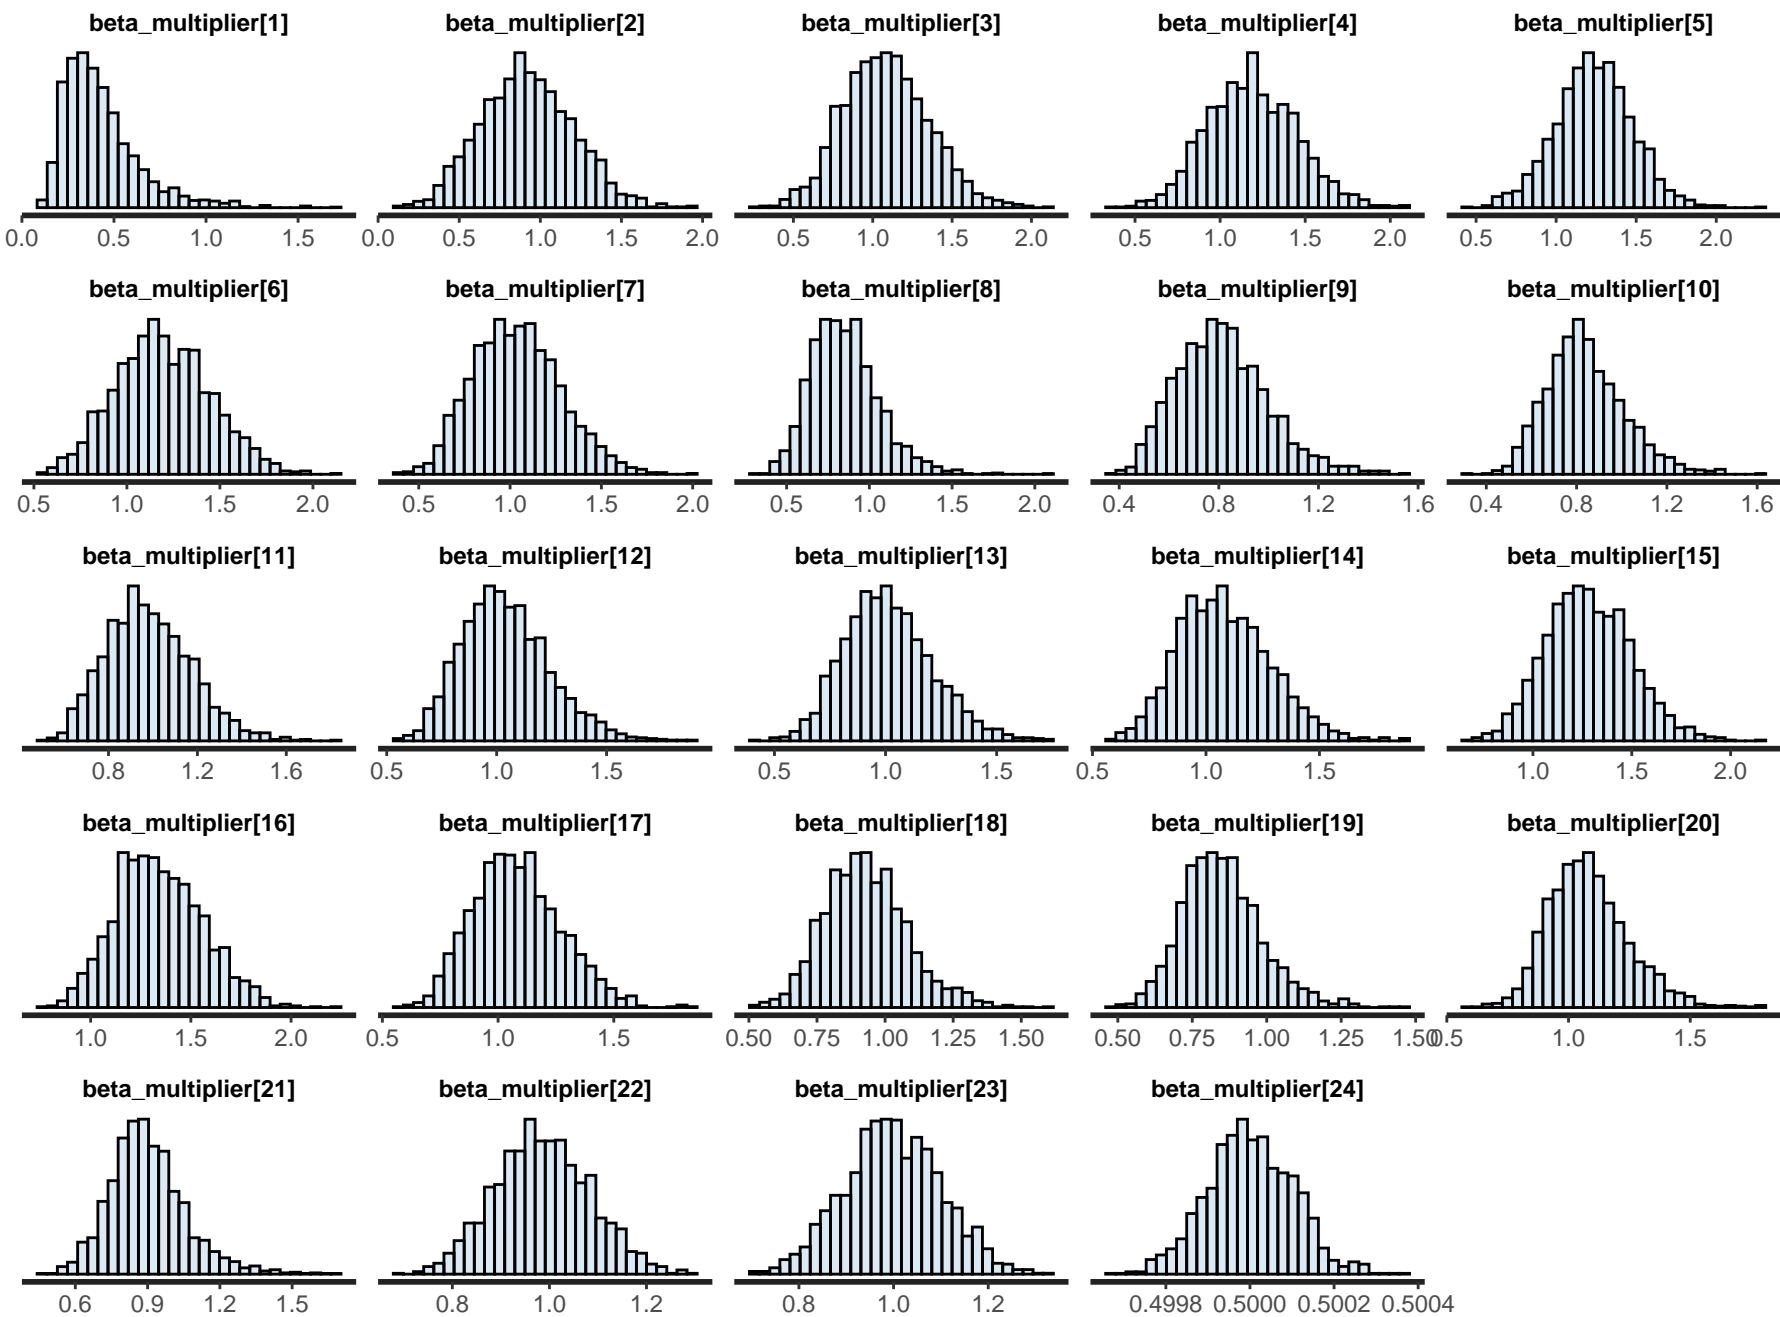 beta_multiplier[1] beta_multiplier[2] beta_multiplier[3] beta_multiplier[4] beta_multiplier[5]
0.0 0.5 1.0 1.5 0.0 0.5 1.0 1.5 2.0 0.5 1.0 1.5 2.0 0.5 1.0 1.5 2.0 0.5 1.0 1.5 2.0
beta_multiplier[6] beta_multiplier[7] beta_multiplier[8] beta_multiplier[9] beta_multiplier[10]
0.5 1.0 1.5 2.0 0.5 1.0 1.5 2.0 0.5 1.0 1.5 2.0 0.4 0.8 1.2 1.6 0.4 0.8 1.2 1.6
beta_multiplier[11] beta_multiplier[12] beta_multiplier[13] beta_multiplier[14] beta_multiplier[15]
0.8 1.2 1.6 0.5 1.0 1.5 0.5 1.0 1.5 0.5 1.0 1.5 1.0 1.5 2.0
beta_multiplier[16] beta_multiplier[17] beta_multiplier[18] beta_multiplier[19] beta_multiplier[20]
1.0 1.5 2.0 0.5 1.0 1.5 0.50 0.75 1.00 1.25 1.50 0.50 0.75 1.00 1.25 1.50 0.5 1.0 1.5
beta_multiplier[21] beta_multiplier[22] beta_multiplier[23] beta_multiplier[24]
0.6 0.9 1.2 1.5 0.8 1.0 1.2 0.8 1.0 1.2 0.4998 0.5000 0.5002 0.5004